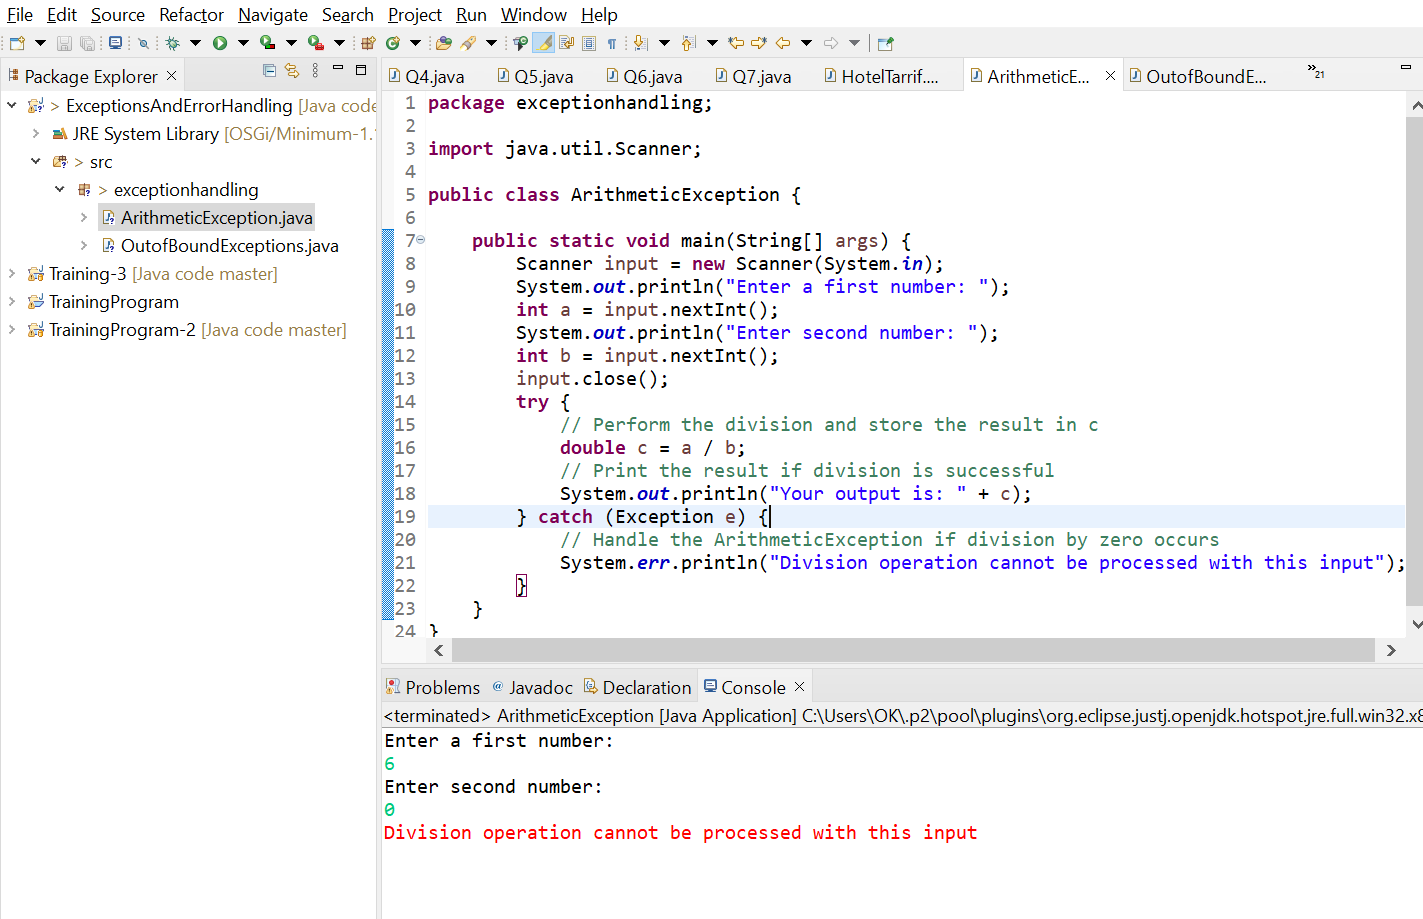 File Edit Source Refactor Navigate Search Project Run Window Help
Package Explorer
> ExceptionsAndErrorHandling [Java code
JRE System Library [OSGi/Minimum-1.
> src
> exceptionhandling
ArithmeticException.java
OutofBoundExceptions.java
Training-3 [Java code master]
TrainingProgram
TrainingProgram-2 [Java code master]
Q4.java Q5.java Q6.java Q7.java HotelTarrif.... ArithmeticE... OutofBoundE... »21
1 package exceptionhandling;
2
3 import java.util.Scanner;
4
5 public class ArithmeticException {
6
7 public static void main(String[] args) {
8 Scanner input = new Scanner(System.in);
9 System.out.println("Enter a first number: ");
10 int a = input.nextInt();
11 System.out.println("Enter second number: ");
12 int b = input.nextInt();
13 input.close();
14 try {
15 // Perform the division and store the result in c
16 double c = a / b;
17 // Print the result if division is successful
18 System.out.println("Your output is: " + c);
19 } catch (Exception e) {
20 // Handle the ArithmeticException if division by zero occurs
21 System.err.println("Division operation cannot be processed with this input");
22 }
23 }
24 }
Problems @ Javadoc Declaration Console
<terminated> ArithmeticException [Java Application] C:\Users\OK\.p2\pool\plugins\org.eclipse.justj.openjdk.hotspot.jre.full.win32.x8
Enter a first number:
6
Enter second number:
0
Division operation cannot be processed with this input